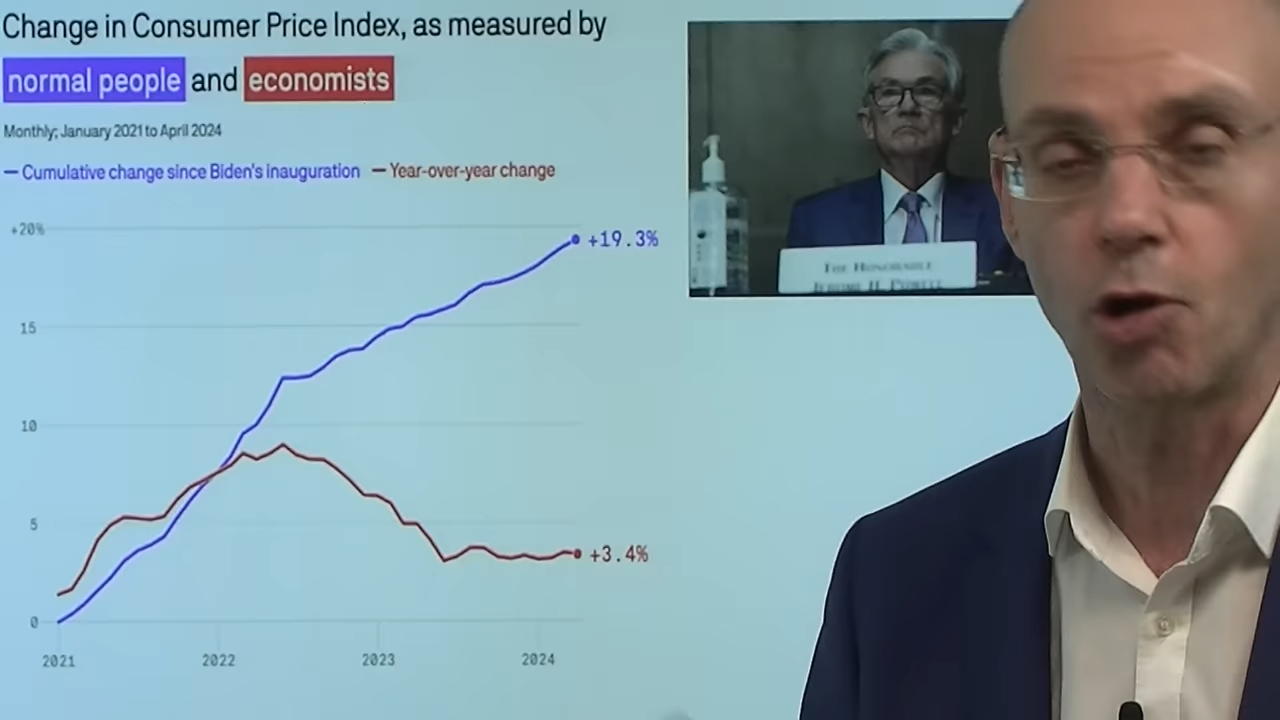 Change in Consumer Price Index, as measured by
normal people and economists
Monthly; January 2021 to April 2024
Cumulative change since Biden's inauguration Year-over-year change
+20%
+19.3%
15
10
5
+3.4%
0
2021 2022 2023 2024
THE HONORABLE
JEROME H. POWELL